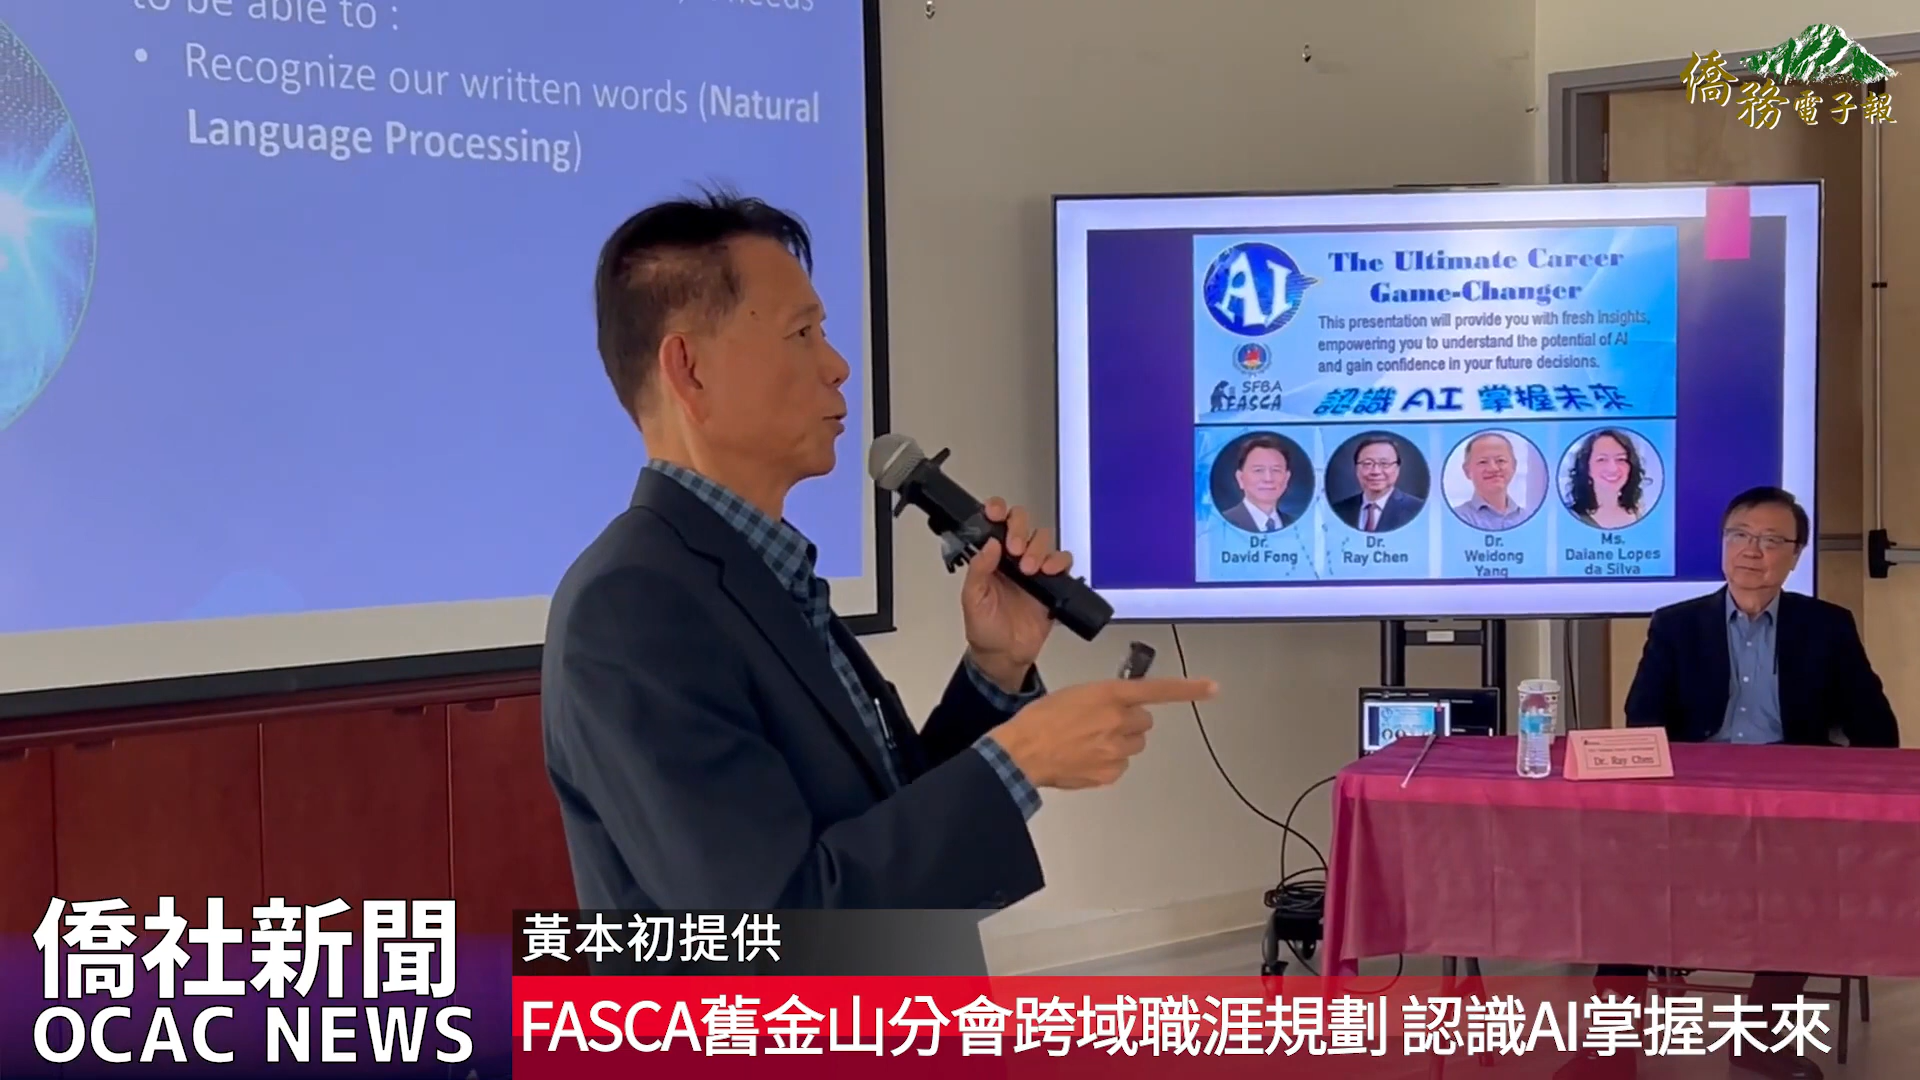 to be able to :
• Recognize our written words (Natural
Language Processing)
僑務電子報
AI
The Ultimate Career
Game-Changer
This presentation will provide you with fresh insights,
empowering you to understand the potential of AI
and gain confidence in your future decisions.
SFBA
FASCA
認識 AI 掌握未來
Dr.
David Fong
Dr.
Ray Chen
Dr.
Weidong
Yang
Ms.
Daiane Lopes
da Silva
Dr. Ray Chen
僑社新聞
OCAC NEWS
黃本初提供
FASCA舊金山分會跨域職涯規劃 認識AI掌握未來